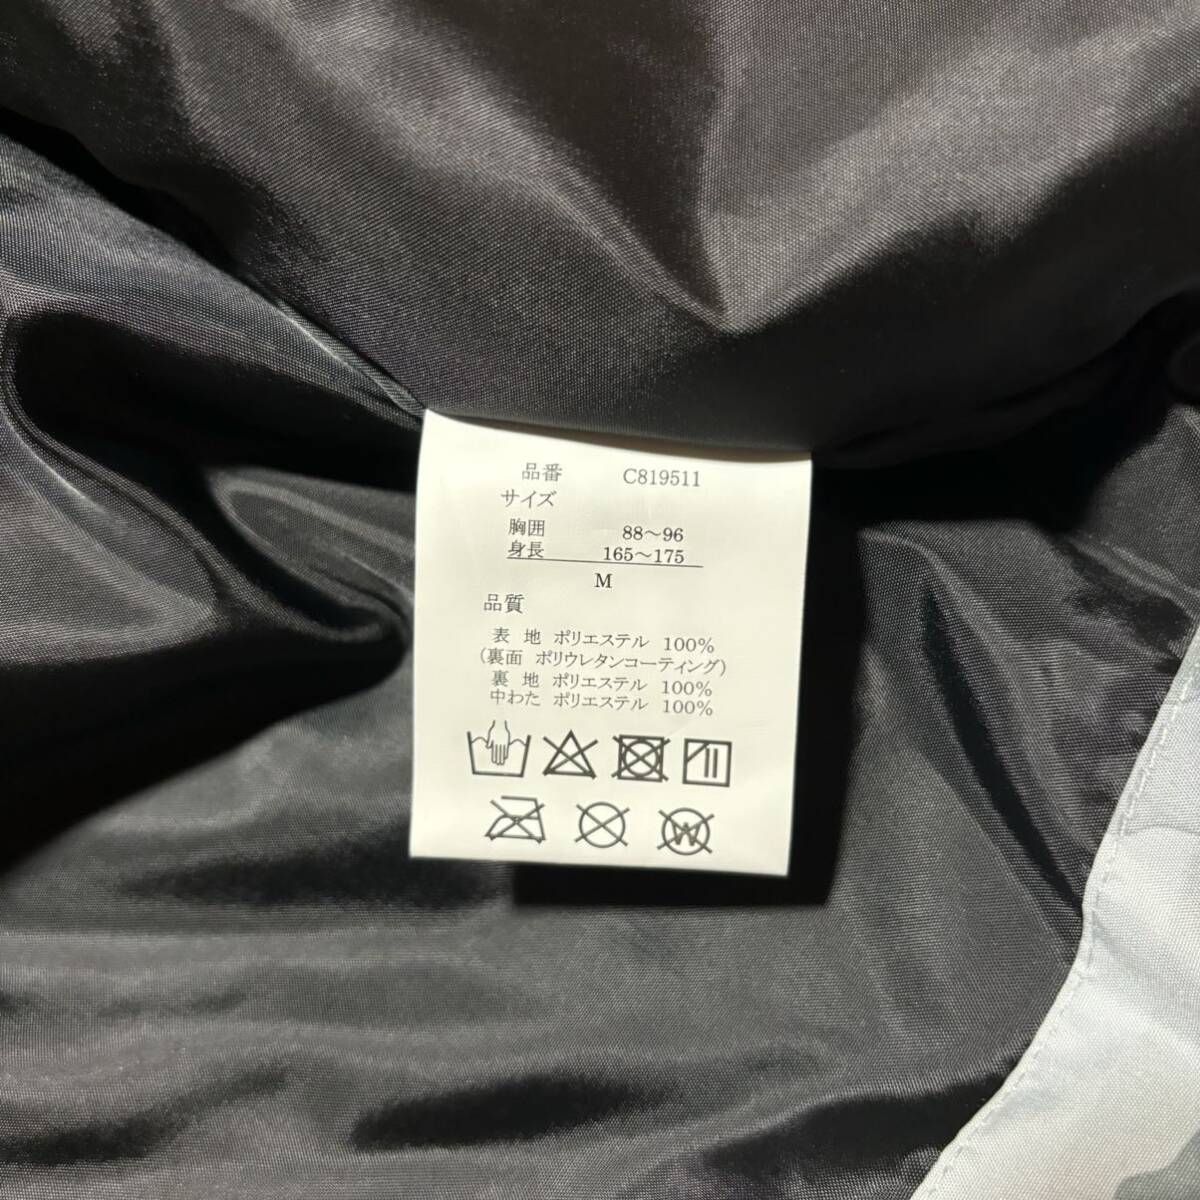 品番 C819511
サイズ
胸囲 88～96
身長 165～175
M
品質
表 地 ポリエステル 100%
(裏面 ポリウレタンコーティング)
裏 地 ポリエステル 100%
中わた ポリエステル 100%
W